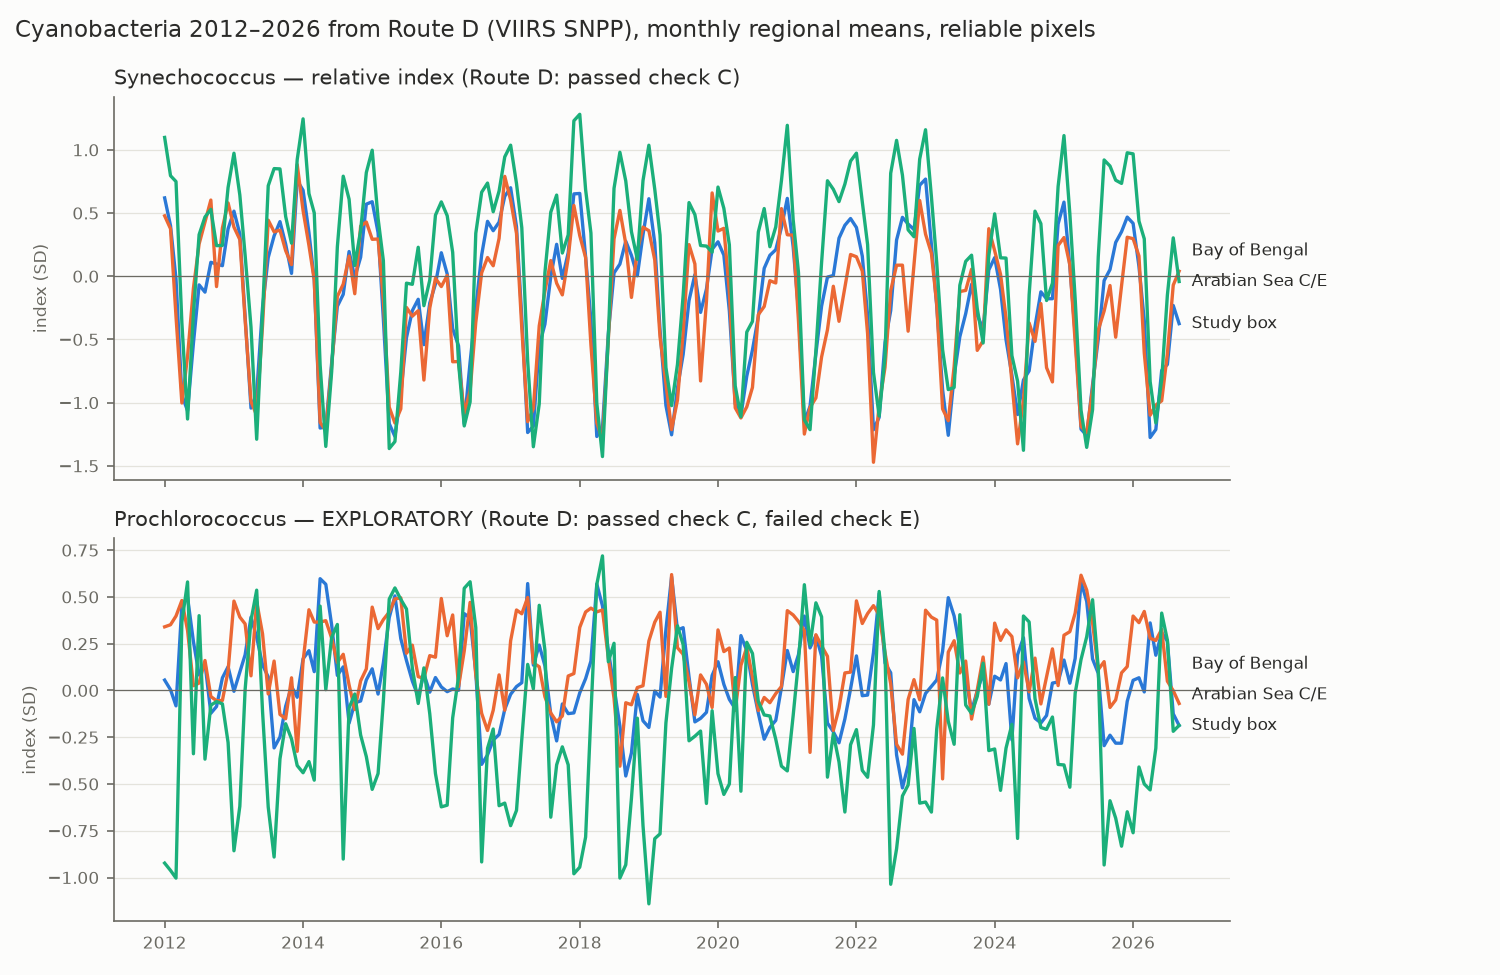 Cyanobacteria 2012–2026 from Route D (VIIRS SNPP), monthly regional means, reliable pixels
Synechococcus — relative index (Route D: passed check C)
index (SD)
1.0
0.5
0.0
−0.5
−1.0
−1.5
Bay of Bengal
Arabian Sea C/E
Study box
Prochlorococcus — EXPLORATORY (Route D: passed check C, failed check E)
index (SD)
0.75
0.50
0.25
0.00
−0.25
−0.50
−0.75
−1.00
Bay of Bengal
Arabian Sea C/E
Study box
2012 2014 2016 2018 2020 2022 2024 2026